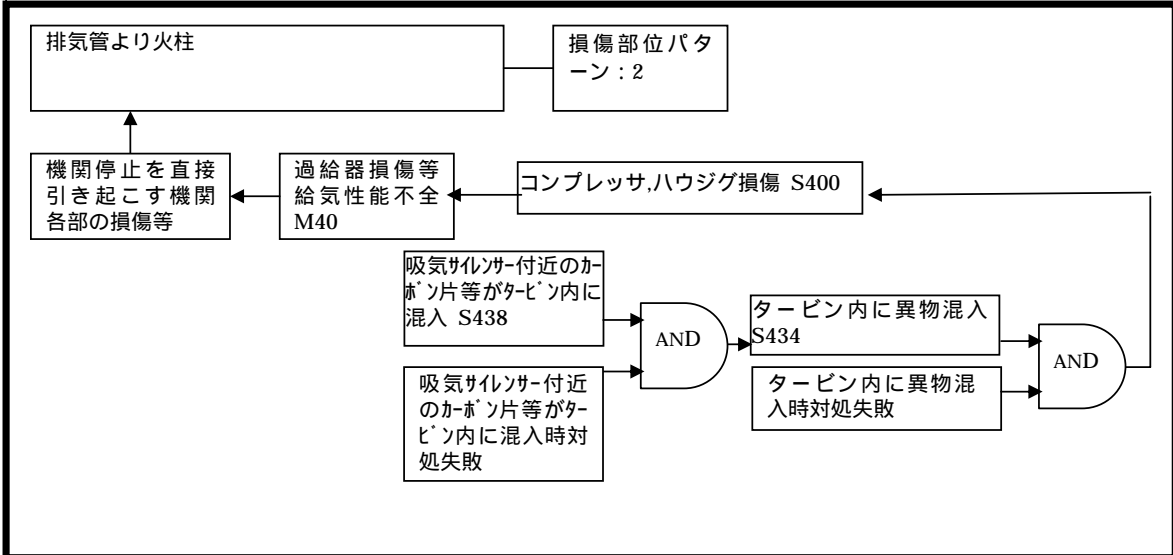 排気管より火柱
損傷部位パタ
ーン：2
機関停止を直接
引き起こす機関
各部の損傷等
過給器損傷等
給気性能不全
M40
コンプレッサ,ハウジグ損傷 S400
吸気ｻｲﾚﾝｻｰ付近のｶｰ
ﾎﾞﾝ片等がﾀｰﾋﾞﾝ内に
混入 S438
AND
タービン内に異物混入
S434
AND
吸気ｻｲﾚﾝｻｰ付近
のｶｰﾎﾞﾝ片等がﾀｰ
ﾋﾞﾝ内に混入時対
処失敗
タービン内に異物混
入時対処失敗